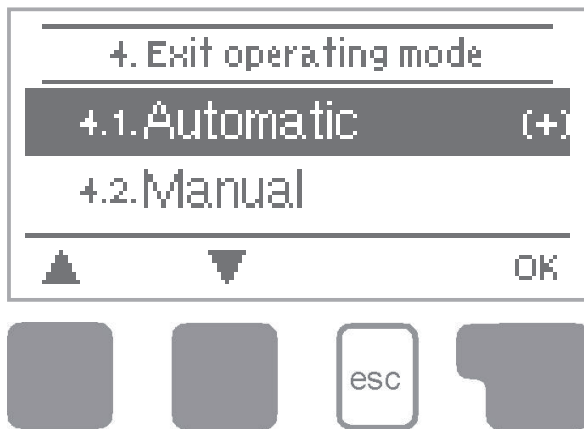 4. Exit operating mode
4.1.Automatic (+)
4.2.Manual
OK
esc